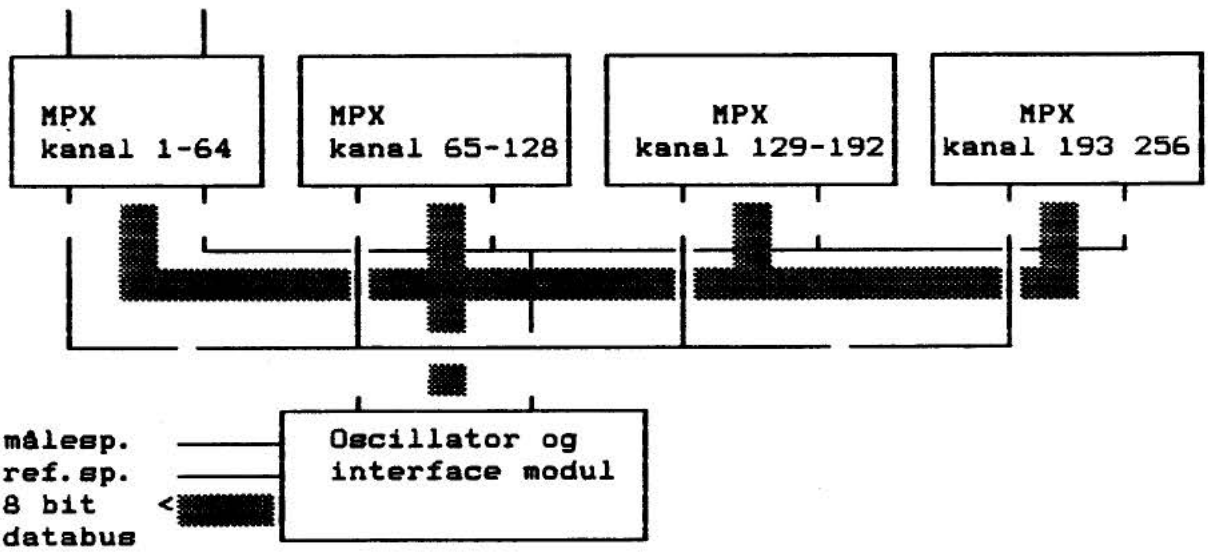 MPX
kanal 1-64
MPX
kanal 65-128
MPX
kanal 129-192
MPX
kanal 193 256
målesp.
ref.sp.
8 bit
databus
<
Oscillator og
interface modul